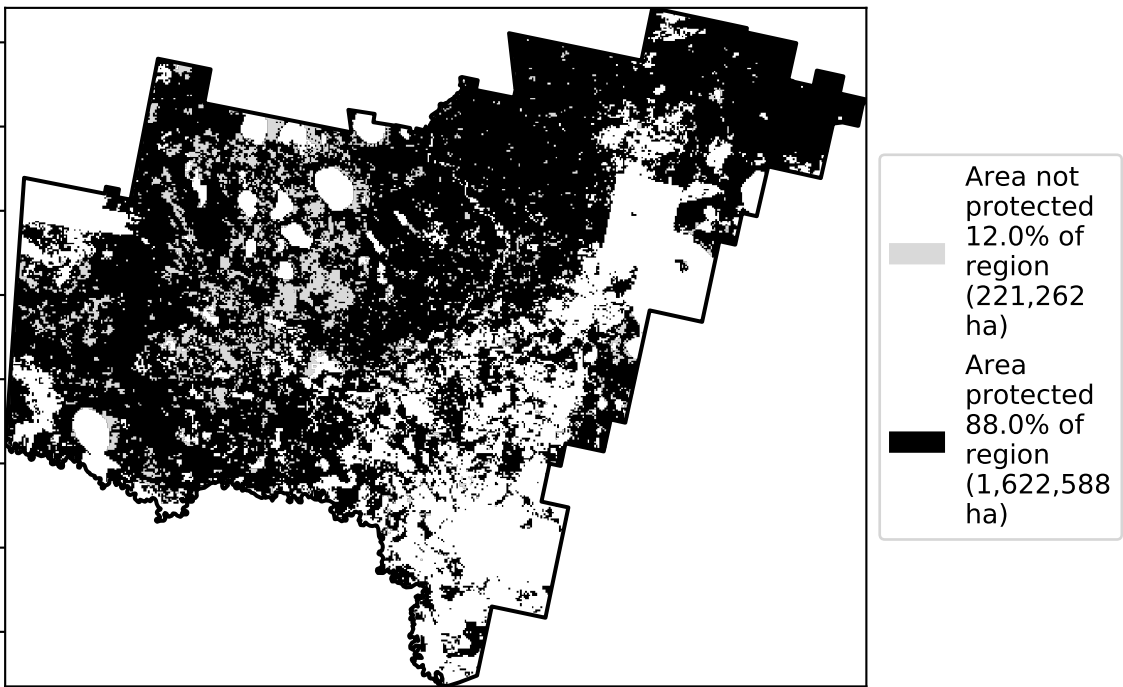 Area not
protected
12.0% of
region
(221,262
ha)
Area
protected
88.0% of
region
(1,622,588
ha)